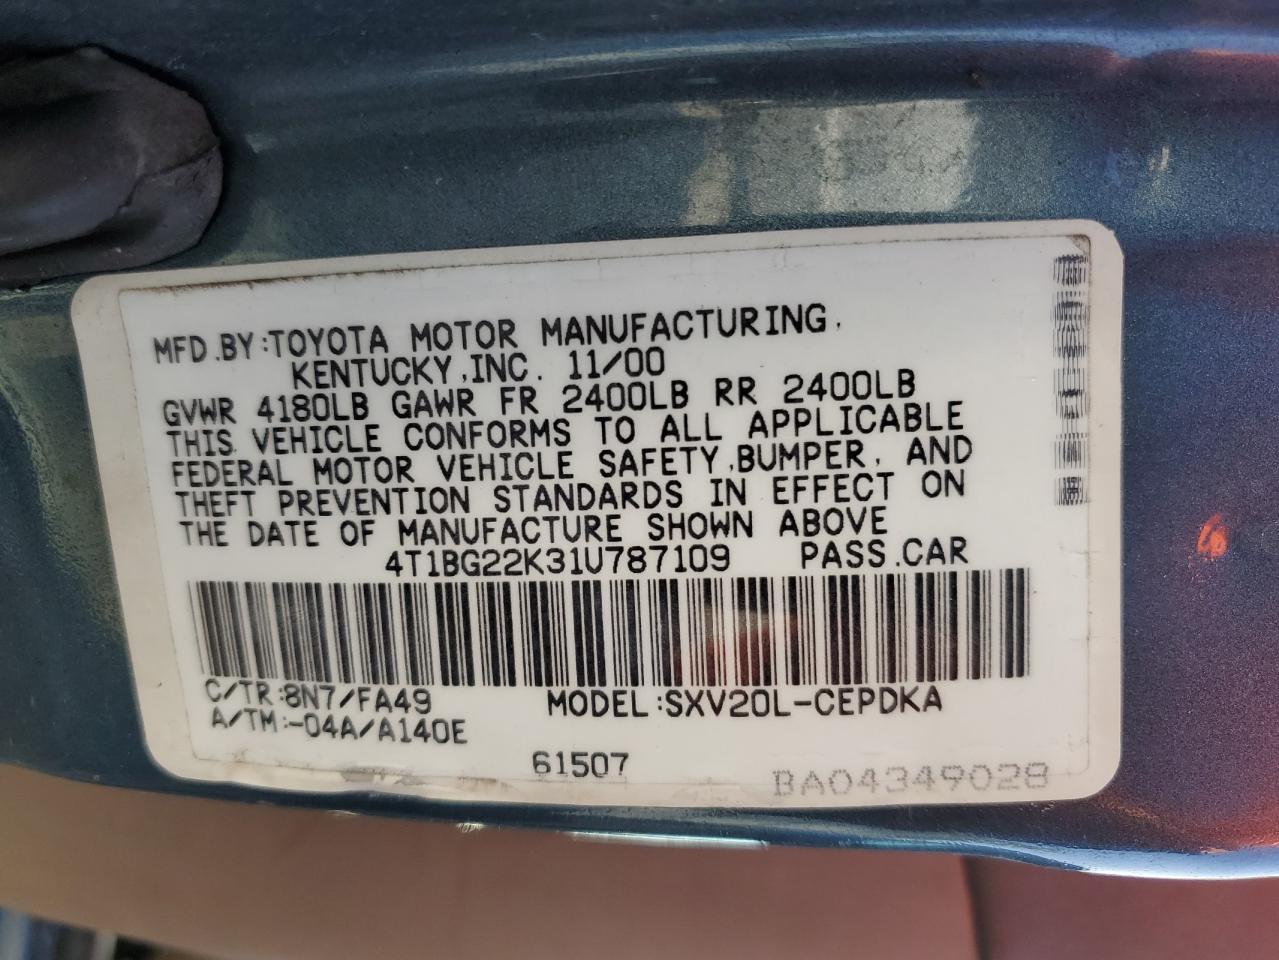 MFD.BY:TOYOTA MOTOR MANUFACTURING,
KENTUCKY,INC. 11/00
GVWR 4180LB GAWR FR 2400LB RR 2400LB
THIS VEHICLE CONFORMS TO ALL APPLICABLE
FEDERAL MOTOR VEHICLE SAFETY,BUMPER, AND
THEFT PREVENTION STANDARDS IN EFFECT ON
THE DATE OF MANUFACTURE SHOWN ABOVE
4T1BG22K31U787109 PASS.CAR
C/TR:8N7/FA49 MODEL:SXV20L-CEPDKA
A/TM:-04A/A140E
61507
BA04349028